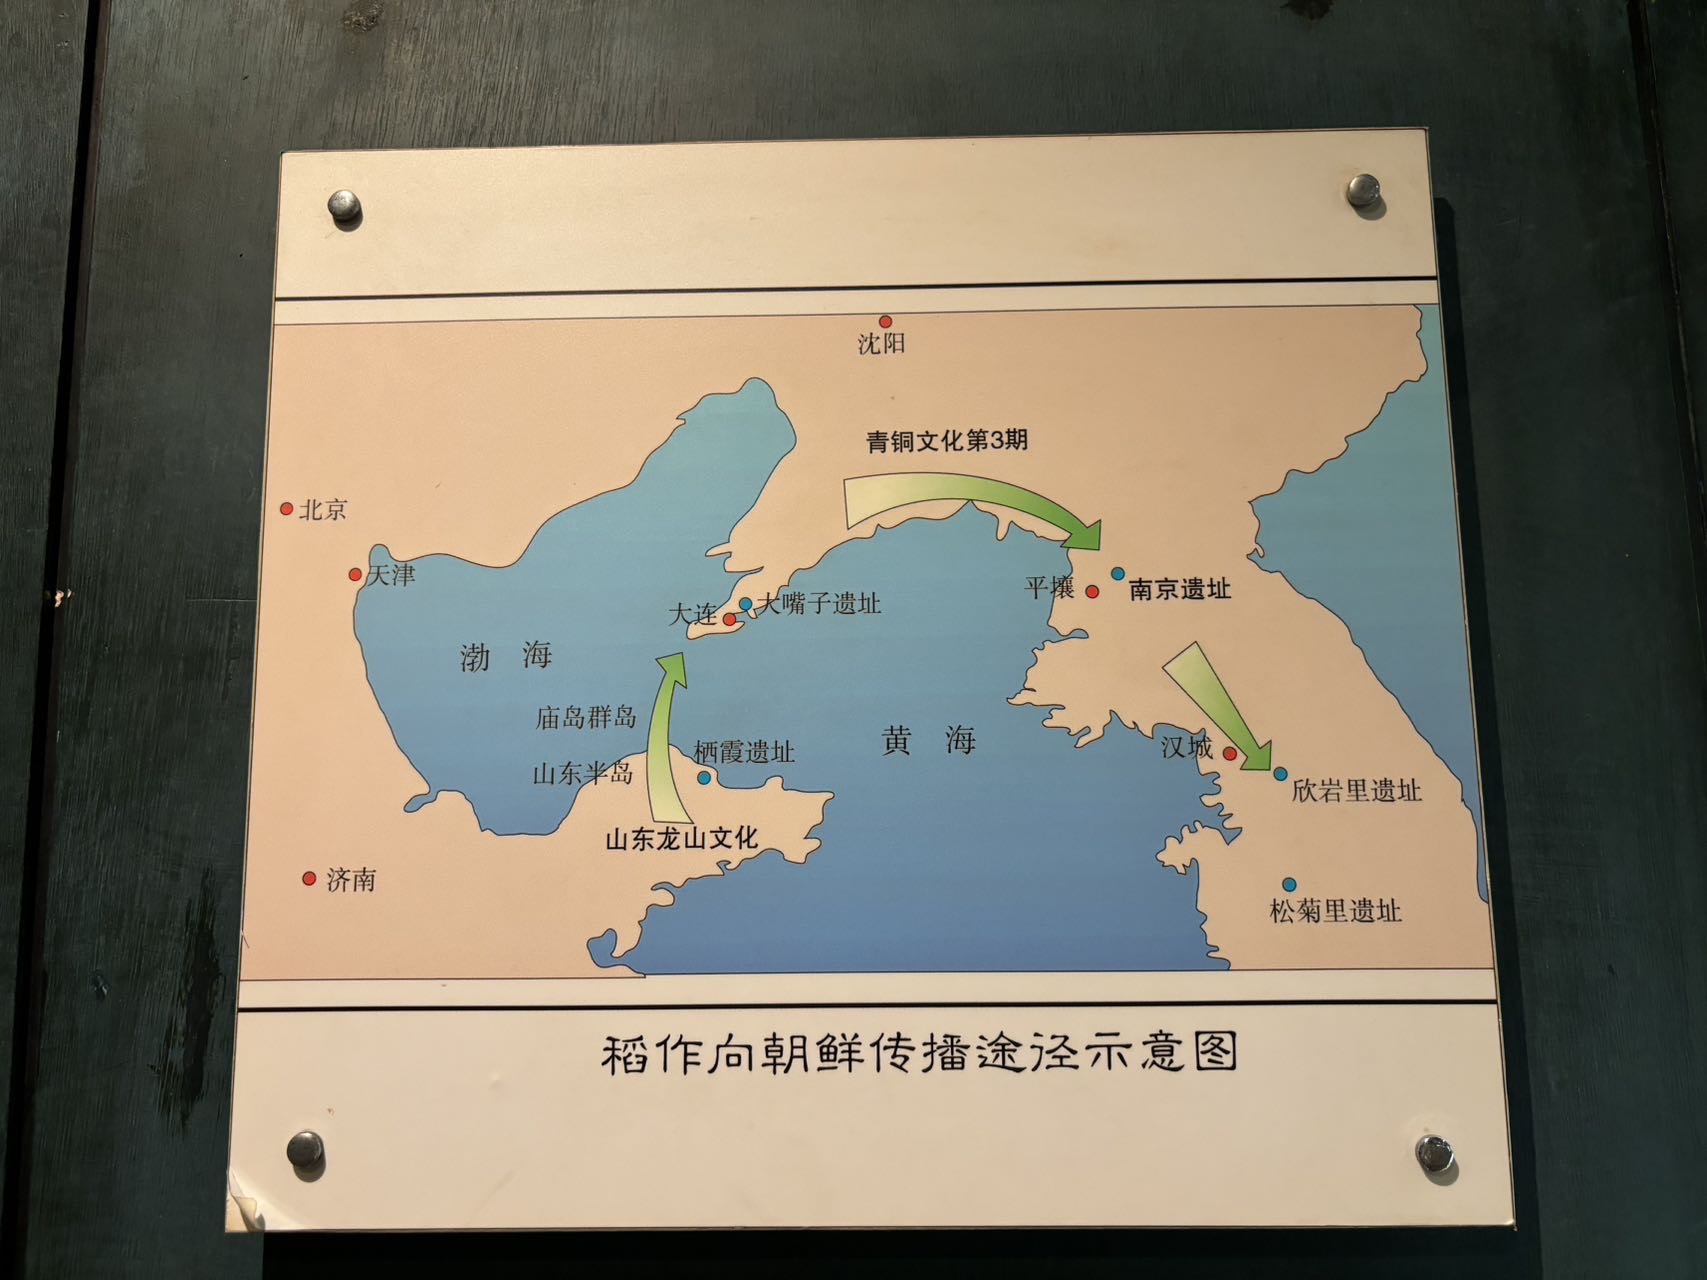 沈阳
青铜文化第3期
北京
天津
平壤
南京遗址
大连
大嘴子遗址
渤 海
庙岛群岛
黄 海
汉城
栖霞遗址
山东半岛
欣岩里遗址
山东龙山文化
济南
松菊里遗址
稻作向朝鲜传播途径示意图